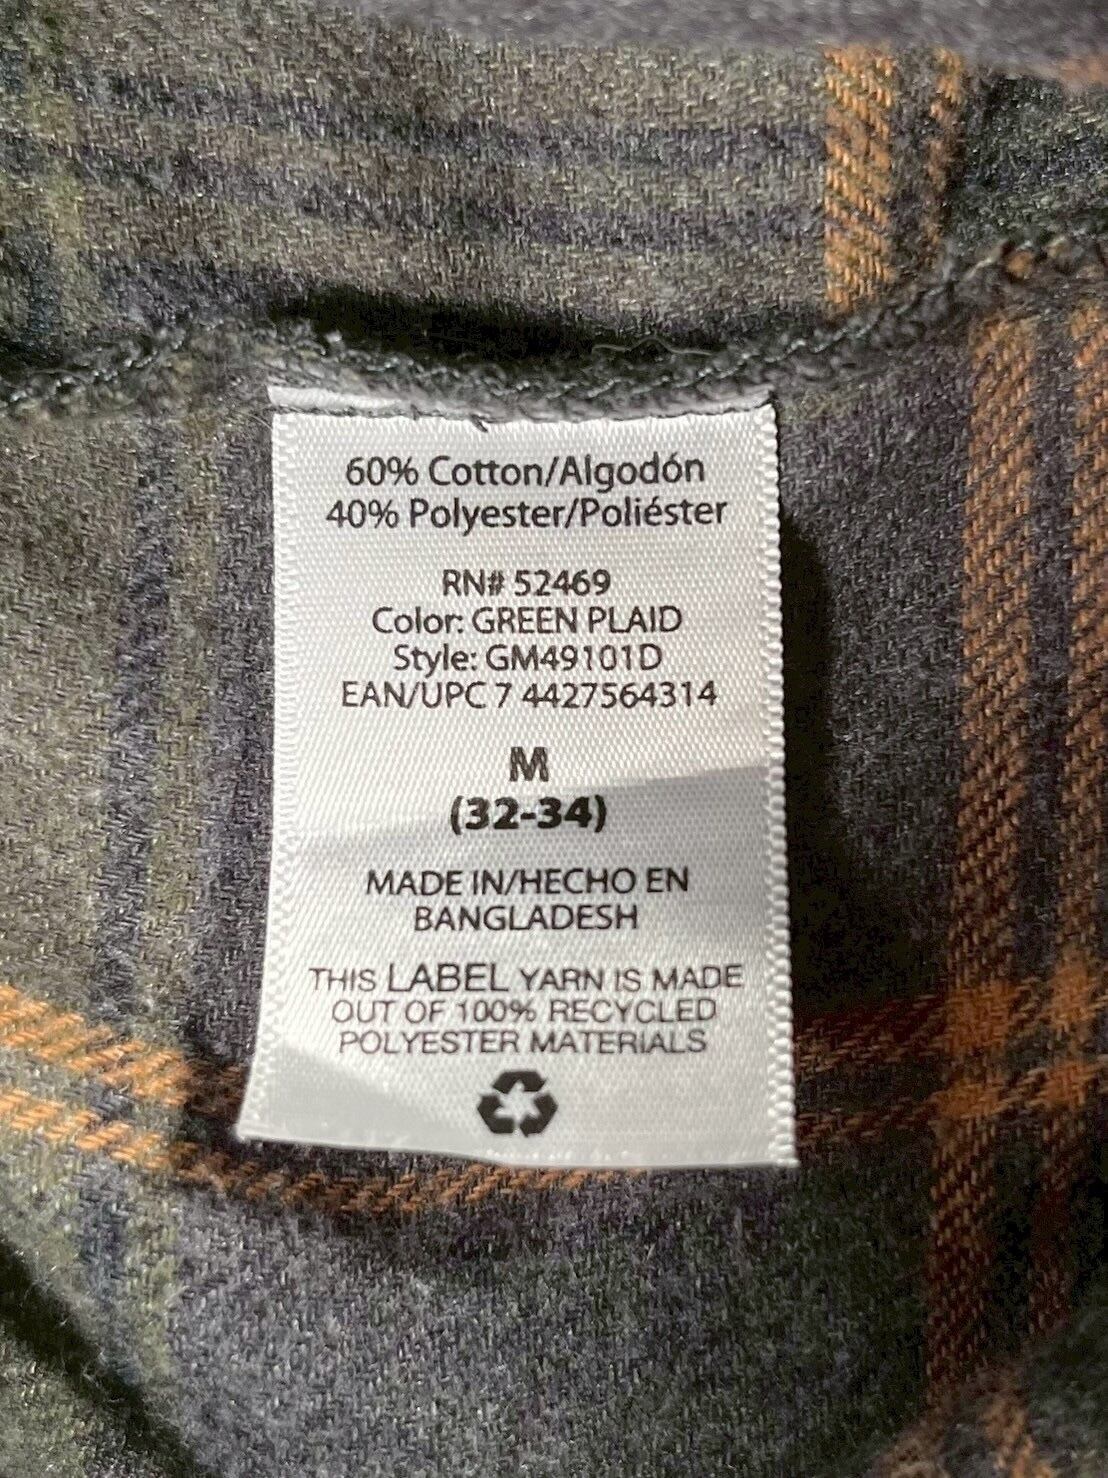 60% Cotton/Algodón
40% Polyester/Poliéster
RN# 52469
Color: GREEN PLAID
Style: GM49101D
EAN/UPC 7 4427564314
M
(32-34)
MADE IN/HECHO EN
BANGLADESH
THIS LABEL YARN IS MADE
OUT OF 100% RECYCLED
POLYESTER MATERIALS